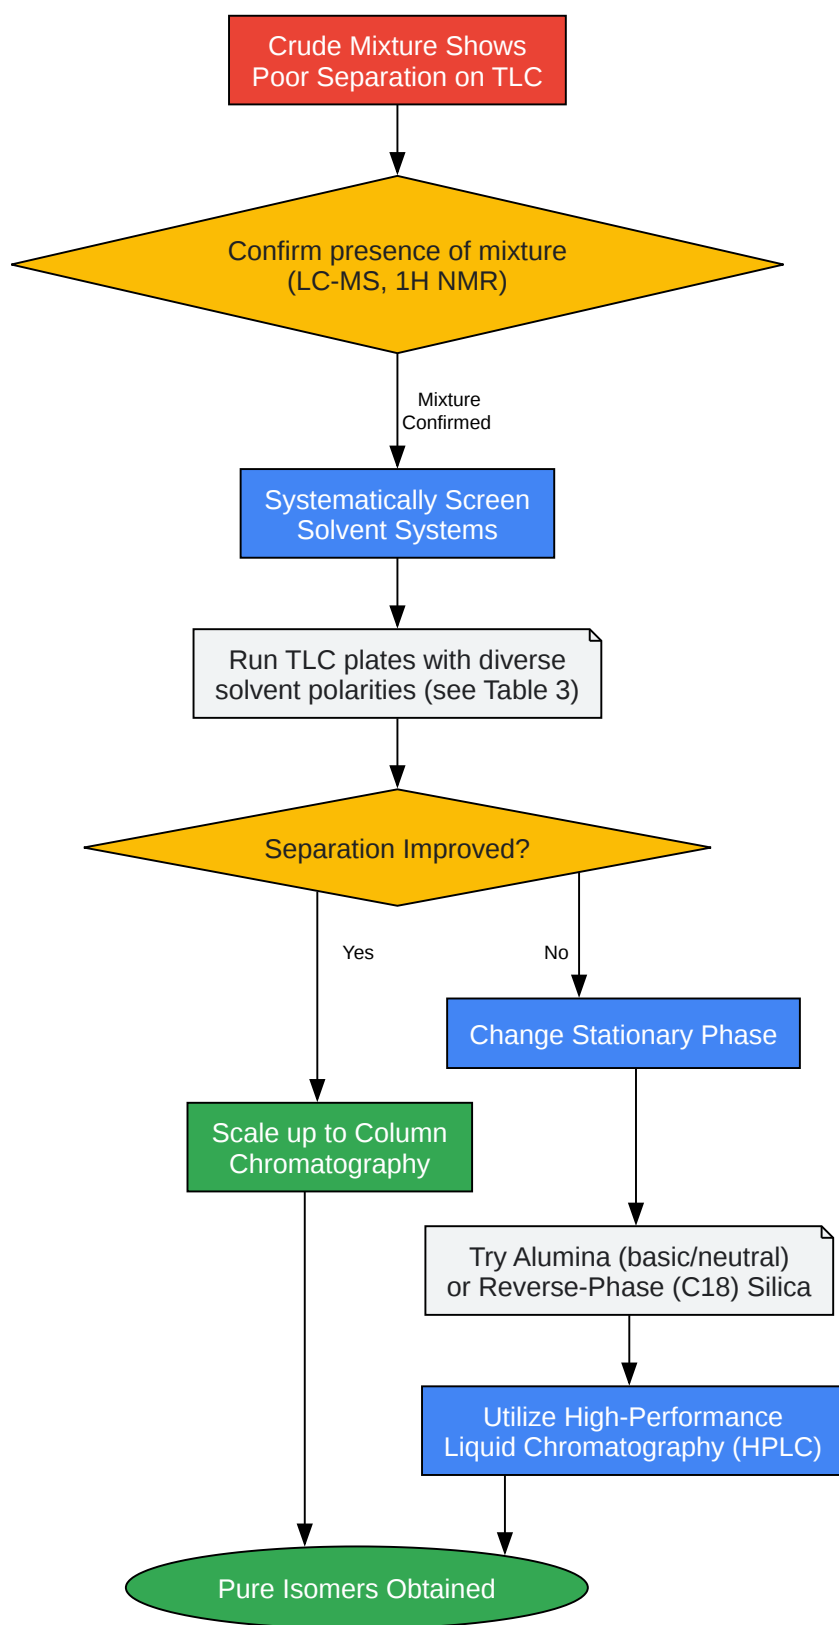 Crude Mixture Shows
Poor Separation on TLC
Confirm presence of mixture
(LC-MS, 1H NMR)
Mixture
Confirmed
Systematically Screen
Solvent Systems
Run TLC plates with diverse
solvent polarities (see Table 3)
Separation Improved?
Yes
No
Change Stationary Phase
Scale up to Column
Chromatography
Try Alumina (basic/neutral)
or Reverse-Phase (C18) Silica
Utilize High-Performance
Liquid Chromatography (HPLC)
Pure Isomers Obtained